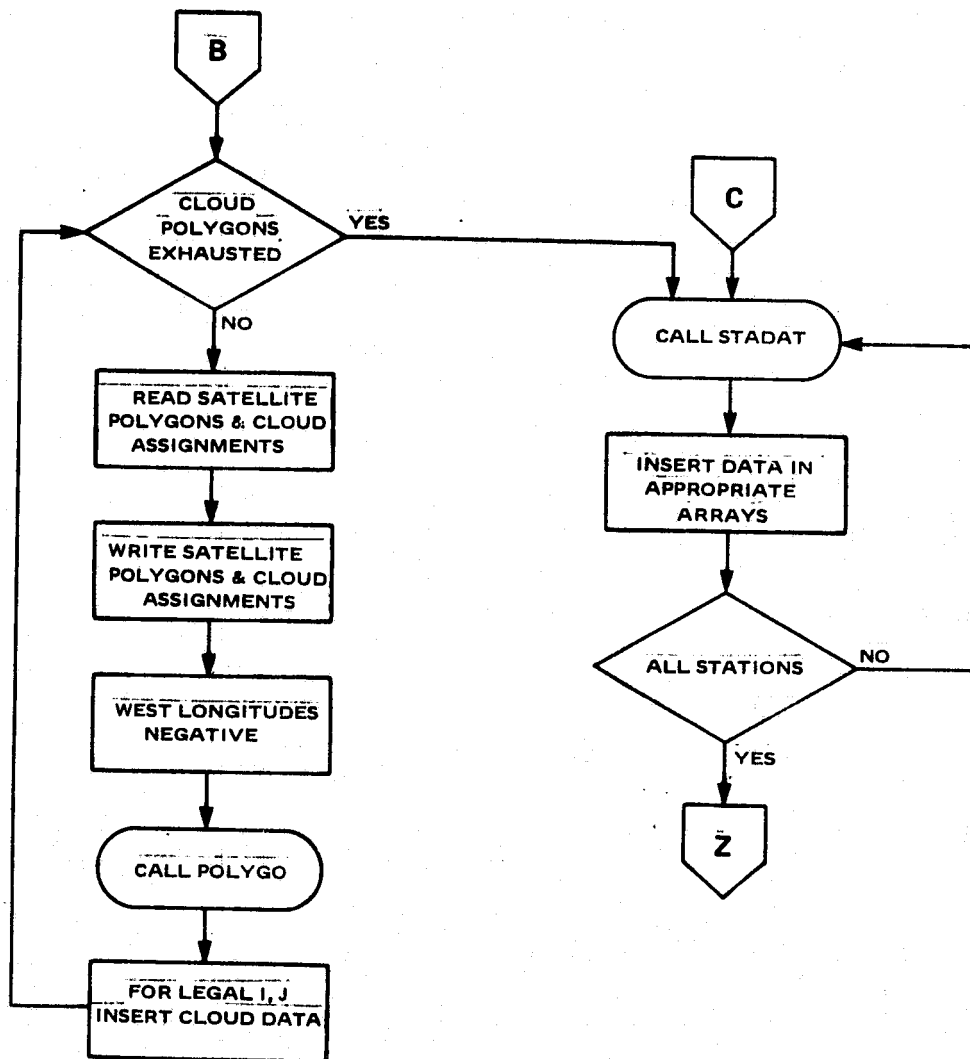 B
CLOUD
POLYGONS
EXHAUSTED
YES
NO
READ SATELLITE
POLYGONS & CLOUD
ASSIGNMENTS
WRITE SATELLITE
POLYGONS & CLOUD
ASSIGNMENTS
WEST LONGITUDES
NEGATIVE
CALL POLYGO
FOR LEGAL I, J
INSERT CLOUD DATA
C
CALL STADAT
INSERT DATA IN
APPROPRIATE
ARRAYS
ALL STATIONS
NO
YES
Z